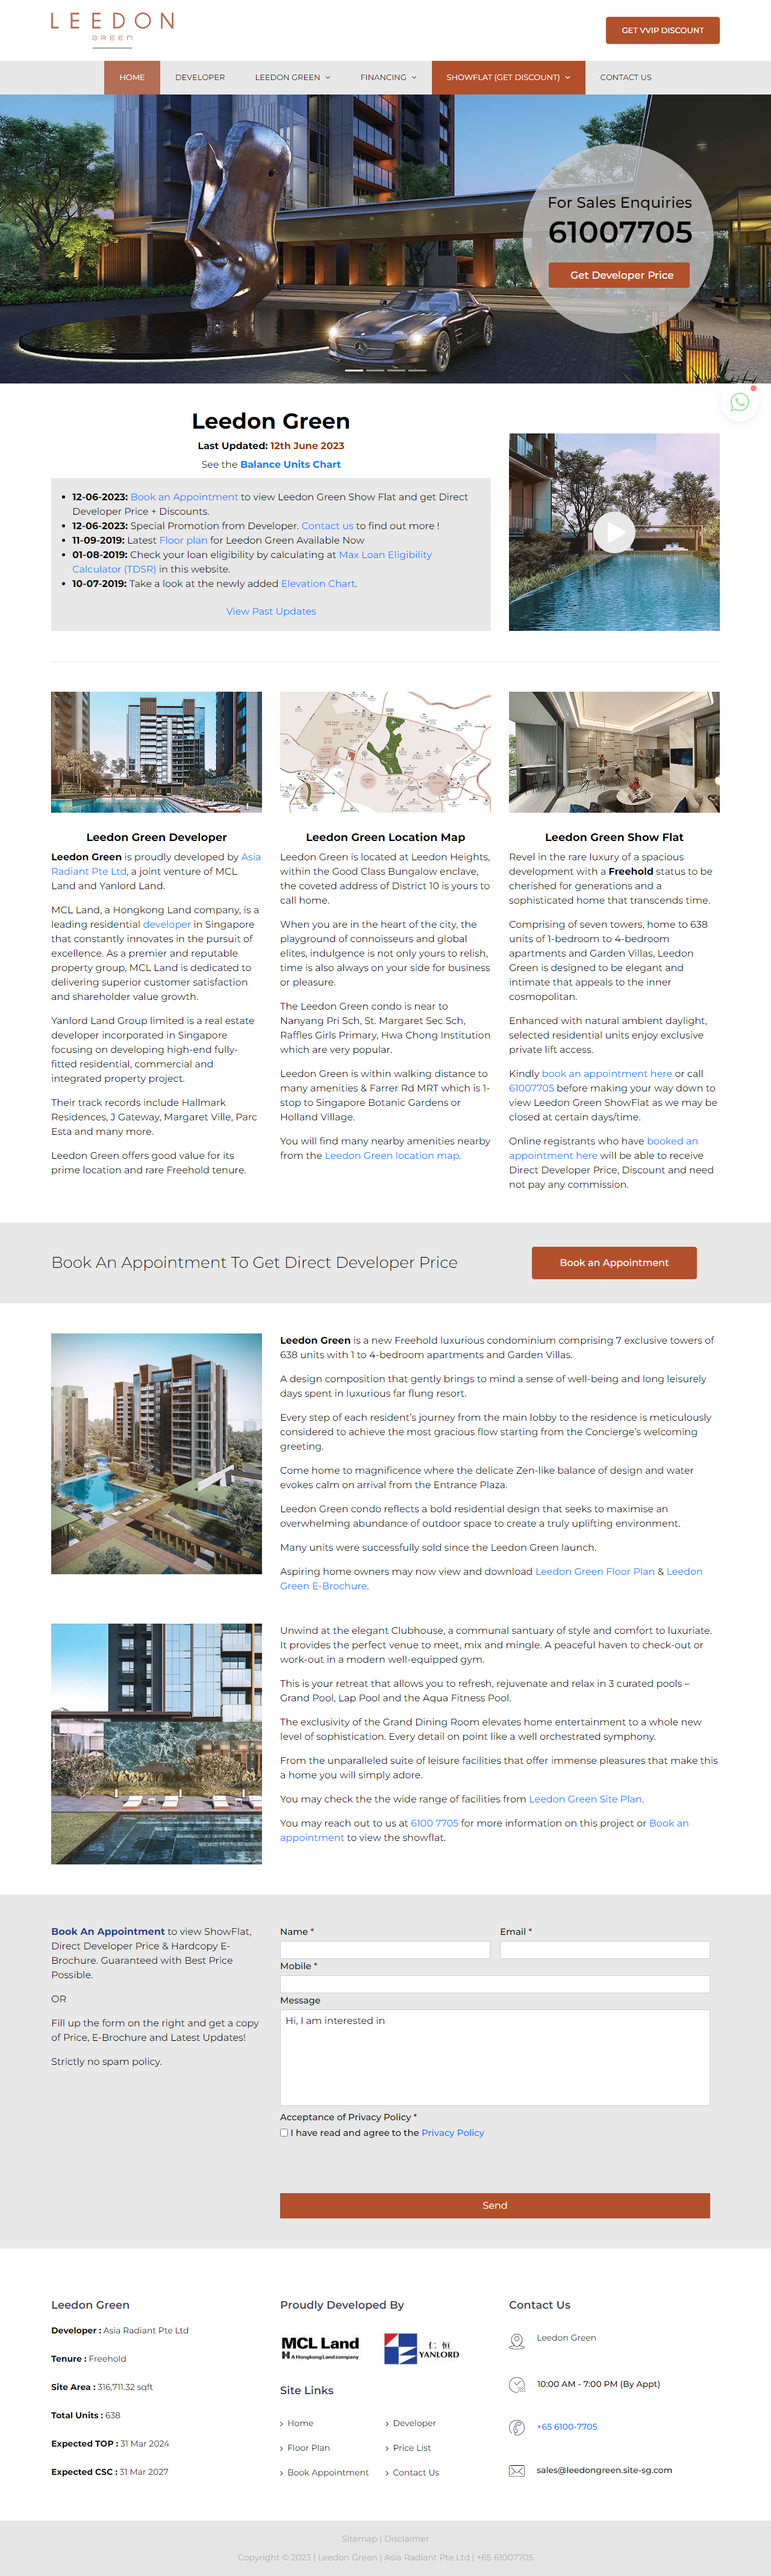 LEEDON
GREEN
GET VVIP DISCOUNT
HOME
DEVELOPER
LEEDON GREEN
FINANCING
SHOWFLAT (GET DISCOUNT)
CONTACT US
For Sales Enquiries
61007705
Get Developer Price
Leedon Green
Last Updated: 12th June 2023
See the Balance Units Chart
12-06-2023: Book an Appointment to view Leedon Green Show Flat and get Direct
Developer Price + Discounts.
12-06-2023: Special Promotion from Developer. Contact us to find out more !
11-09-2019: Latest Floor plan for Leedon Green Available Now
01-08-2019: Check your loan eligibility by calculating at Max Loan Eligibility
Calculator (TDSR) in this website.
10-07-2019: Take a look at the newly added Elevation Chart.
View Past Updates
Leedon Green Developer
Leedon Green is proudly developed by Asia
Radiant Pte Ltd, a joint venture of MCL
Land and Yanlord Land.
MCL Land, a Hongkong Land company, is a
leading residential developer in Singapore
that constantly innovates in the pursuit of
excellence. As a premier and reputable
property group, MCL Land is dedicated to
delivering superior customer satisfaction
and shareholder value growth.
Yanlord Land Group limited is a real estate
developer incorporated in Singapore
focusing on developing high-end fully-
fitted residential, commercial and
integrated property project.
Their track records include Hallmark
Residences, J Gateway, Margaret Ville, Parc
Esta and many more.
Leedon Green offers good value for its
prime location and rare Freehold tenure.
Leedon Green Location Map
Leedon Green is located at Leedon Heights,
within the Good Class Bungalow enclave,
the coveted address of District 10 is yours to
call home.
When you are in the heart of the city, the
playground of connoisseurs and global
elites, indulgence is not only yours to relish,
time is also always on your side for business
or pleasure.
The Leedon Green condo is near to
Nanyang Pri Sch, St. Margaret Sec Sch,
Raffles Girls Primary, Hwa Chong Institution
which are very popular.
Leedon Green is within walking distance to
many amenities & Farrer Rd MRT which is 1-
stop to Singapore Botanic Gardens or
Holland Village.
You will find many nearby amenities nearby
from the Leedon Green location map.
Leedon Green Show Flat
Revel in the rare luxury of a spacious
development with a Freehold status to be
cherished for generations and a
sophisticated home that transcends time.
Comprising of seven towers, home to 638
units of 1-bedroom to 4-bedroom
apartments and Garden Villas, Leedon
Green is designed to be elegant and
intimate that appeals to the inner
cosmopolitan.
Enhanced with natural ambient daylight,
selected residential units enjoy exclusive
private lift access.
Kindly book an appointment here or call
61007705 before making your way down to
view Leedon Green ShowFlat as we may be
closed at certain days/time.
Online registrants who have booked an
appointment here will be able to receive
Direct Developer Price, Discount and need
not pay any commission.
Book An Appointment To Get Direct Developer Price
Book an Appointment
Leedon Green is a new Freehold luxurious condominium comprising 7 exclusive towers of
638 units with 1 to 4-bedroom apartments and Garden Villas.
A design composition that gently brings to mind a sense of well-being and long leisurely
days spent in luxurious far flung resort.
Every step of each resident’s journey from the main lobby to the residence is meticulously
considered to achieve the most gracious flow starting from the Concierge’s welcoming
greeting.
Come home to magnificence where the delicate Zen-like balance of design and water
evokes calm on arrival from the Entrance Plaza.
Leedon Green condo reflects a bold residential design that seeks to maximise an
overwhelming abundance of outdoor space to create a truly uplifting environment.
Many units were successfully sold since the Leedon Green launch.
Aspiring home owners may now view and download Leedon Green Floor Plan & Leedon
Green E-Brochure.
Unwind at the elegant Clubhouse, a communal santuary of style and comfort to luxuriate.
It provides the perfect venue to meet, mix and mingle. A peaceful haven to check-out or
work-out in a modern well-equipped gym.
This is your retreat that allows you to refresh, rejuvenate and relax in 3 curated pools –
Grand Pool, Lap Pool and the Aqua Fitness Pool.
The exclusivity of the Grand Dining Room elevates home entertainment to a whole new
level of sophistication. Every detail on point like a well orchestrated symphony.
From the unparalleled suite of leisure facilities that offer immense pleasures that make this
a home you will simply adore.
You may check the the wide range of facilities from Leedon Green Site Plan.
You may reach out to us at 6100 7705 for more information on this project or Book an
appointment to view the showflat.
Book An Appointment to view ShowFlat,
Direct Developer Price & Hardcopy E-
Brochure. Guaranteed with Best Price
Possible.
OR
Fill up the form on the right and get a copy
of Price, E-Brochure and Latest Updates!
Strictly no spam policy.
Name *
Email *
Mobile *
Message
Hi, I am interested in
Acceptance of Privacy Policy *
I have read and agree to the Privacy Policy
Send
Leedon Green
Developer : Asia Radiant Pte Ltd
Tenure : Freehold
Site Area : 316,711.32 sqft
Total Units : 638
Expected TOP : 31 Mar 2024
Expected CSC : 31 Mar 2027
Proudly Developed By
MCL Land
A Hongkong Land company
仁恒
YANLORD
Site Links
Home
Developer
Floor Plan
Price List
Book Appointment
Contact Us
Contact Us
Leedon Green
10:00 AM - 7:00 PM (By Appt)
+65 6100-7705
sales@leedongreen.site-sg.com
Sitemap | Disclaimer
Copyright © 2023 | Leedon Green | Asia Radiant Pte Ltd | +65 61007705